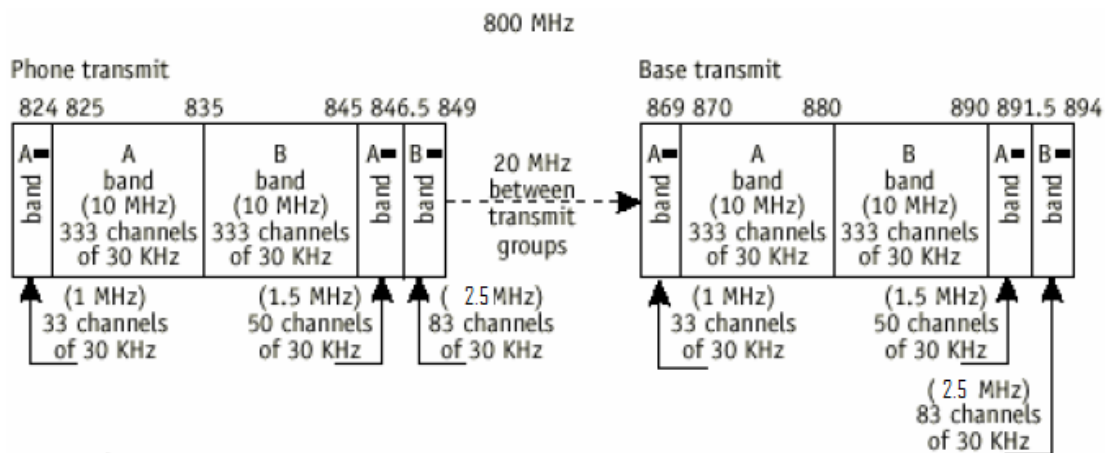 800 MHz
Phone transmit
Base transmit
824 825 835 845 846.5 849
869 870 880 890 891.5 894
A
band
A
band
(10 MHz)
333 channels
of 30 KHz
B
band
(10 MHz)
333 channels
of 30 KHz
A
band
B
band
20 MHz
between
transmit
groups
A
band
A
band
(10 MHz)
333 channels
of 30 KHz
B
band
(10 MHz)
333 channels
of 30 KHz
A
band
B
band
(1 MHz)
33 channels
of 30 KHz
(1.5 MHz)
50 channels
of 30 KHz
( 2.5MHz)
83 channels
of 30 KHz
(1 MHz)
33 channels
of 30 KHz
(1.5 MHz)
50 channels
of 30 KHz
( 2.5 MHz)
83 channels
of 30 KHz